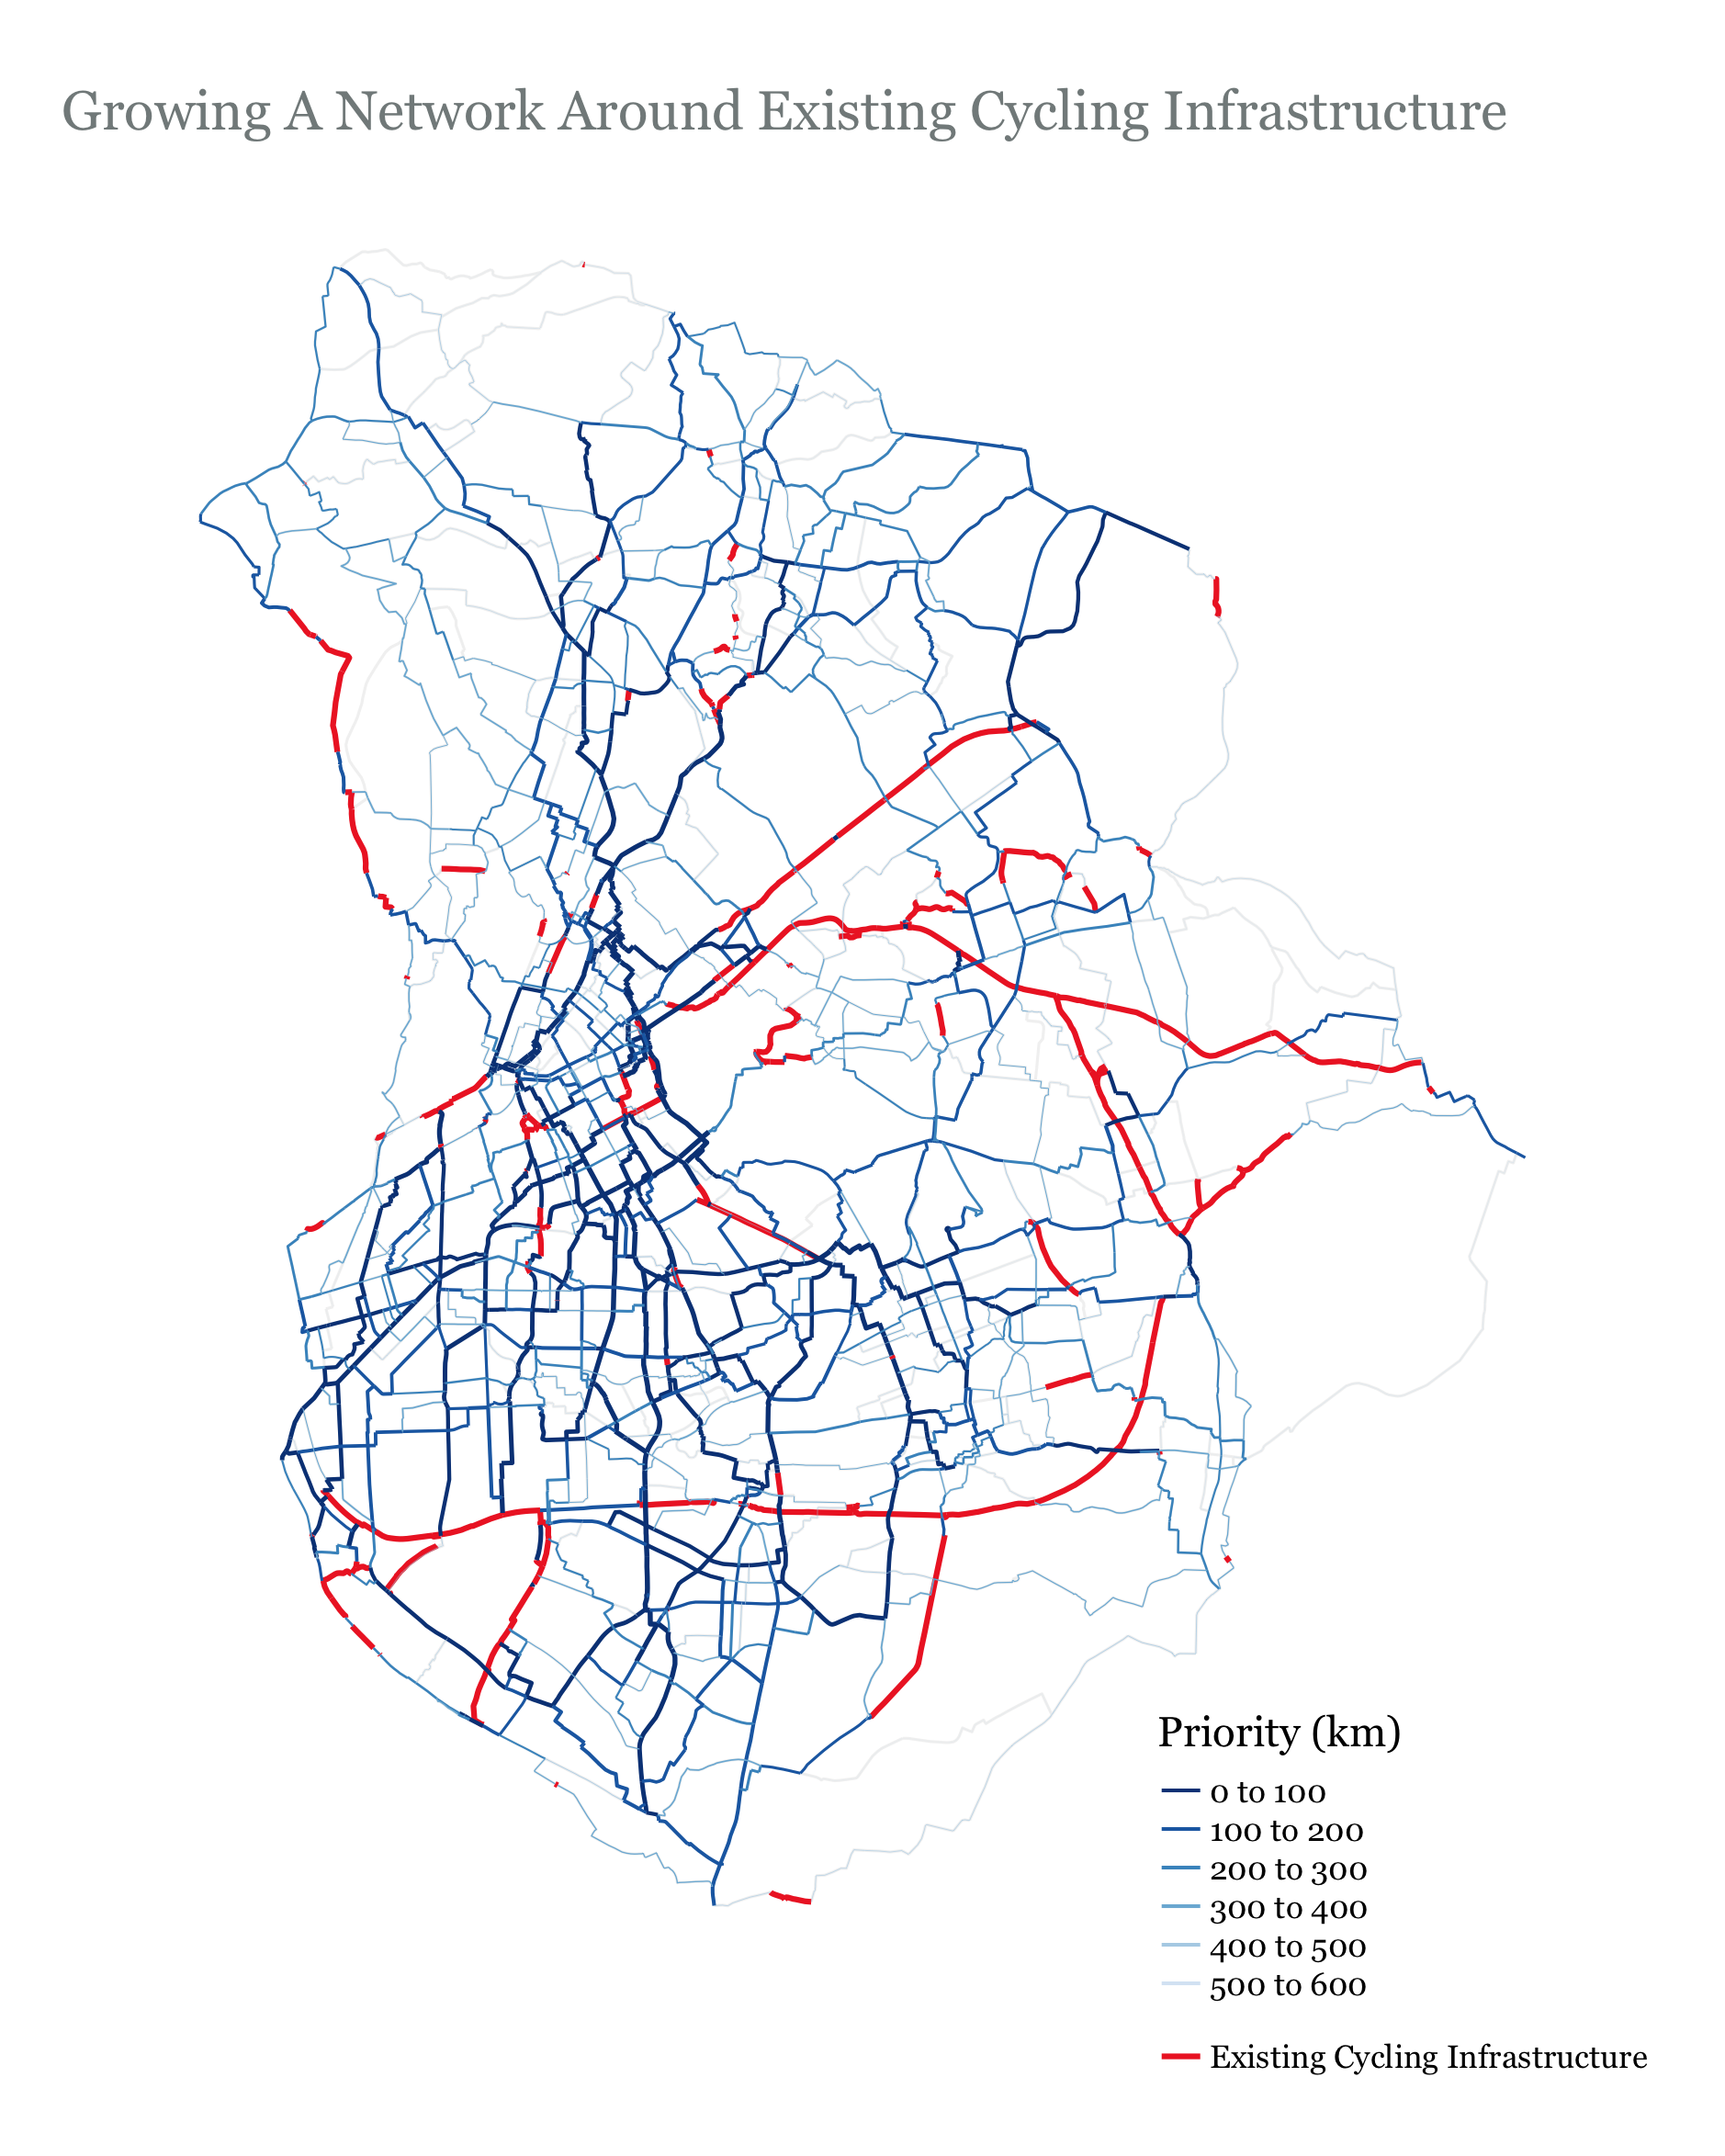 Growing A Network Around Existing Cycling Infrastructure
Priority (km)
0 to 100
100 to 200
200 to 300
300 to 400
400 to 500
500 to 600
Existing Cycling Infrastructure